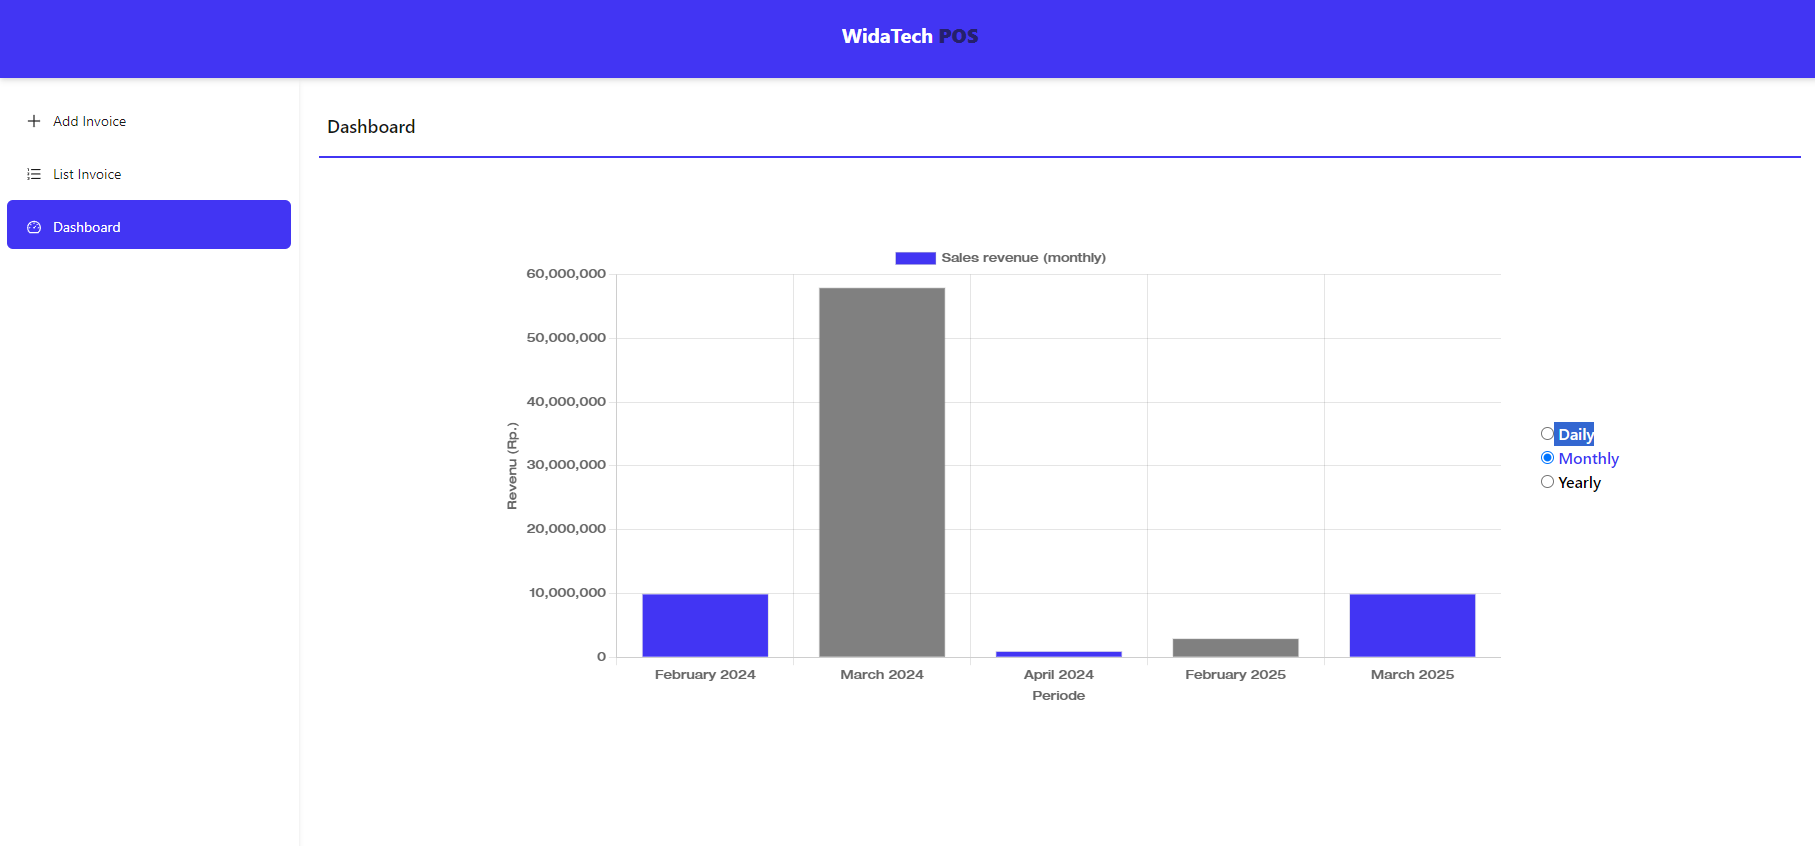 WidaTech POS
Add Invoice
List Invoice
Dashboard
Dashboard
Sales revenue (monthly)
60,000,000
50,000,000
40,000,000
30,000,000
20,000,000
10,000,000
0
Revenu (Rp.)
February 2024
March 2024
April 2024
February 2025
March 2025
Periode
Daily
Monthly
Yearly